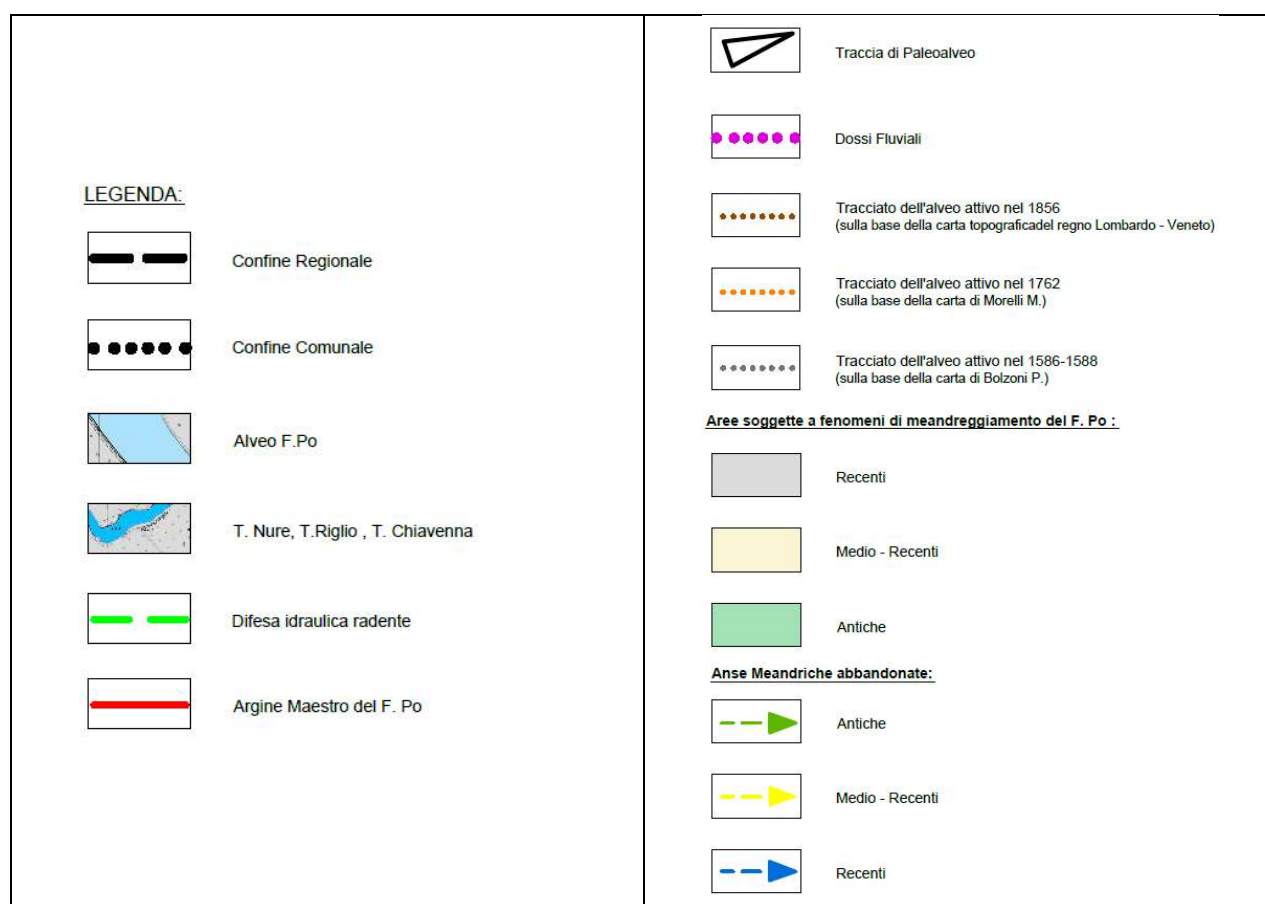 LEGENDA:
Confine Regionale
Confine Comunale
Alveo F.Po
T. Nure, T.Riglio , T. Chiavenna
Difesa idraulica radente
Argine Maestro del F. Po
Traccia di Paleoalveo
Dossi Fluviali
Tracciato dell'alveo attivo nel 1856
(sulla base della carta topograficadel regno Lombardo - Veneto)
Tracciato dell'alveo attivo nel 1762
(sulla base della carta di Morelli M.)
Tracciato dell'alveo attivo nel 1586-1588
(sulla base della carta di Bolzoni P.)
Aree soggette a fenomeni di meandreggiamento del F. Po :
Recenti
Medio - Recenti
Antiche
Anse Meandriche abbandonate:
Antiche
Medio - Recenti
Recenti